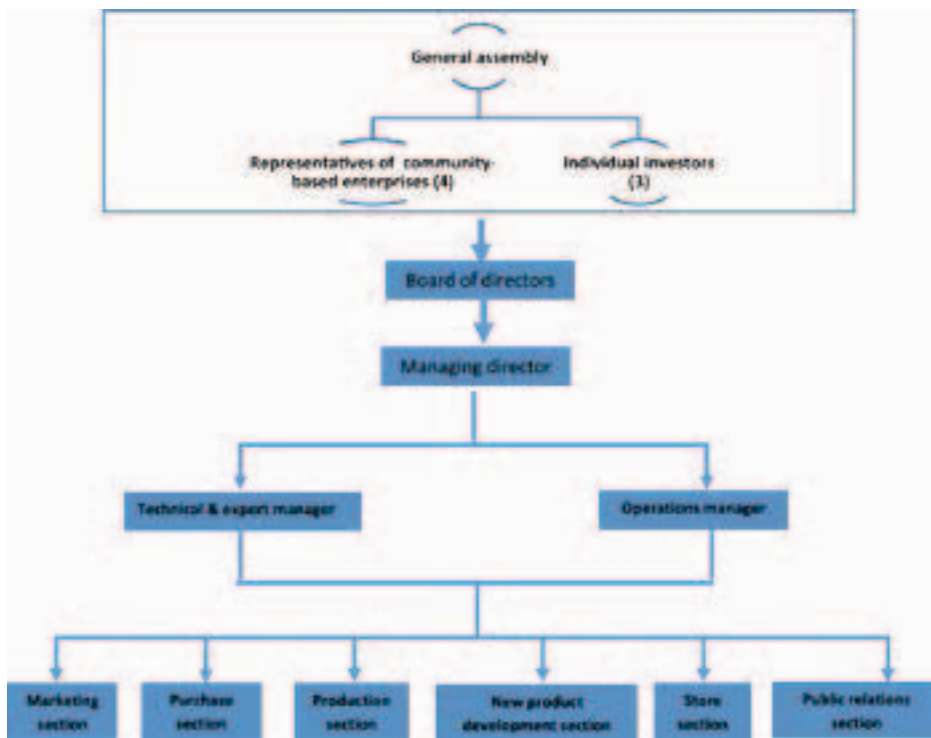 General assembly
Representatives of community-
based enterprises (4)
Individual investors
(3)
Board of directors
Managing director
Technical & export manager
Operations manager
Marketing
section
Purchase
section
Production
section
New product
development section
Store
section
Public relations
section